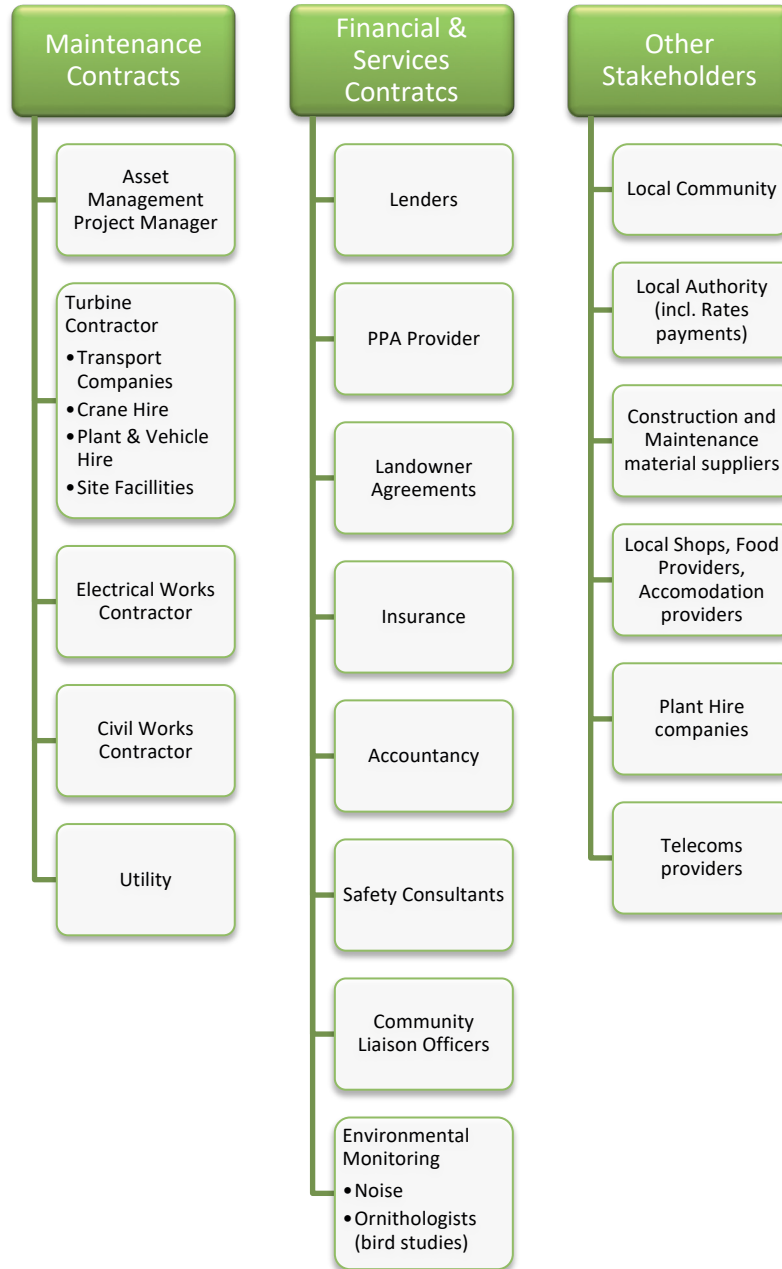 Maintenance
Contracts
Asset
Management
Project Manager
Turbine
Contractor
•Transport
Companies
•Crane Hire
•Plant & Vehicle
Hire
•Site Facillities
Electrical Works
Contractor
Civil Works
Contractor
Utility
Financial &
Services
Contratcs
Lenders
PPA Provider
Landowner
Agreements
Insurance
Accountancy
Safety Consultants
Community
Liaison Officers
Environmental
Monitoring
•Noise
•Ornithologists
(bird studies)
Other
Stakeholders
Local Community
Local Authority
(incl. Rates
payments)
Construction and
Maintenance
material suppliers
Local Shops, Food
Providers,
Accomodation
providers
Plant Hire
companies
Telecoms
providers